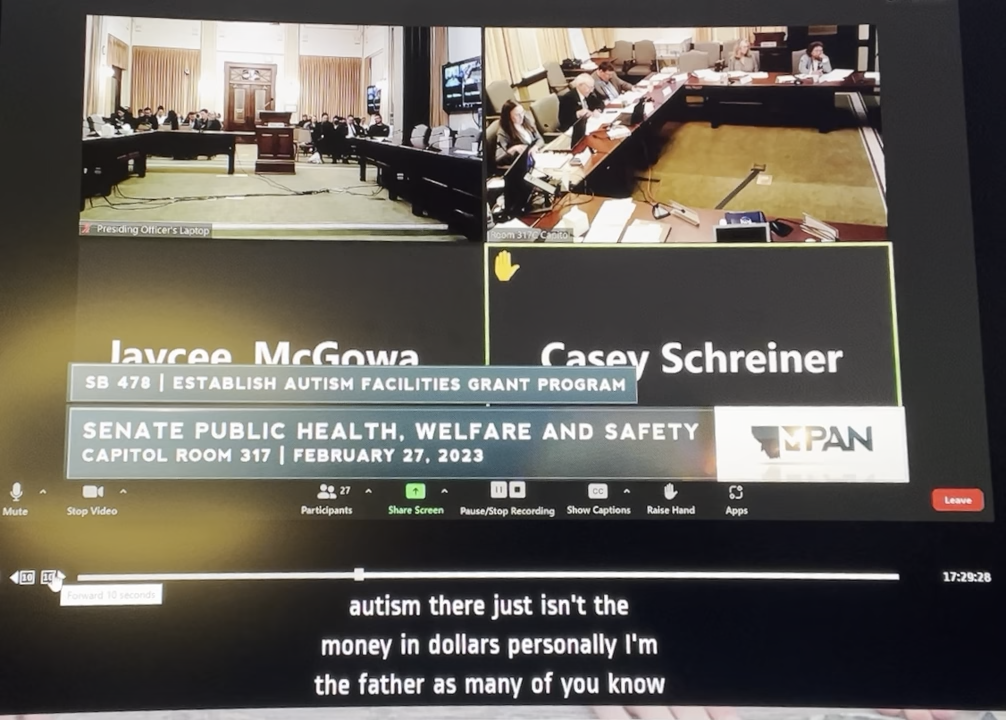 Presiding Officer's Laptop
Room 317C Capitol
Jaycee McGowa
Casey Schreiner
SB 478 | ESTABLISH AUTISM FACILITIES GRANT PROGRAM
SENATE PUBLIC HEALTH, WELFARE AND SAFETY
CAPITOL ROOM 317 | FEBRUARY 27, 2023
MPAN
27
CC
Mute
Stop Video
Participants
Share Screen
Pause/Stop Recording
Show Captions
Raise Hand
Apps
Leave
10
10
17:29:28
Forward 10 seconds
autism there just isn't the
money in dollars personally I'm
the father as many of you know